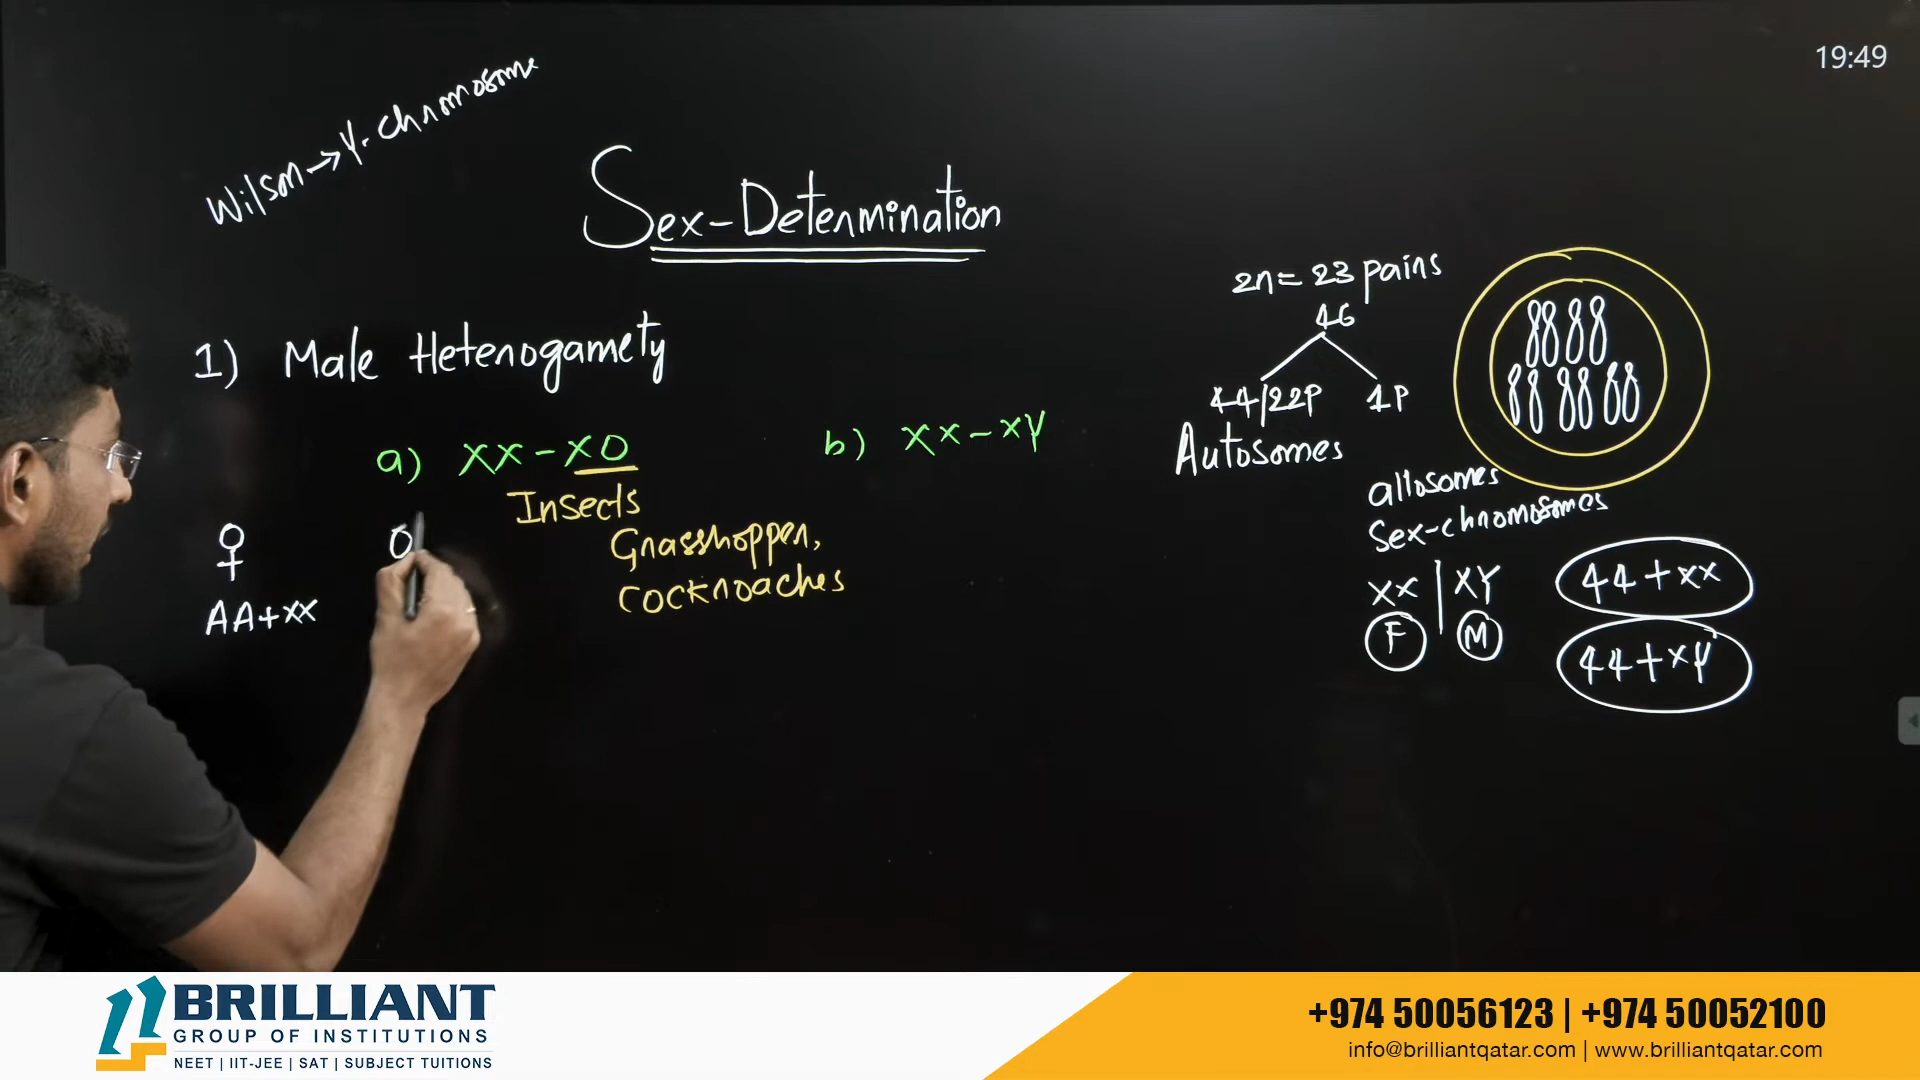 19:49
Wilson → Y-chromosome
Sex-Determination
2n = 23 pairs
46
44/22P 1P
Autosomes
allosomes
Sex-chromosomes
XX | XY
F M
44+XX
44+XY
1) Male Heterogamety
a) XX-XO
b) XX-XY
Insects
Grasshopper,
cockroaches
♀
AA+XX
BRILLIANT
GROUP OF INSTITUTIONS
NEET | IIT-JEE | SAT | SUBJECT TUITIONS
+974 50056123 | +974 50052100
info@brilliantqatar.com | www.brilliantqatar.com